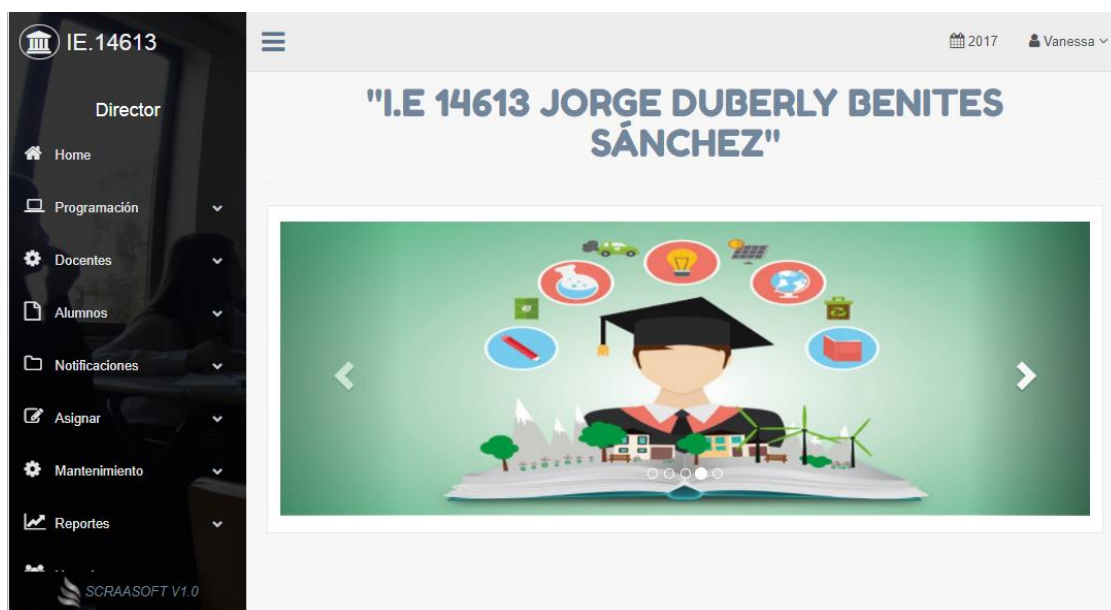 IE.14613
2017
Vanessa
Director
Home
Programación
Docentes
Alumnos
Notificaciones
Asignar
Mantenimiento
Reportes
SCRAASOFT V1.0
"I.E 14613 JORGE DUBERLY BENITES
SÁNCHEZ"